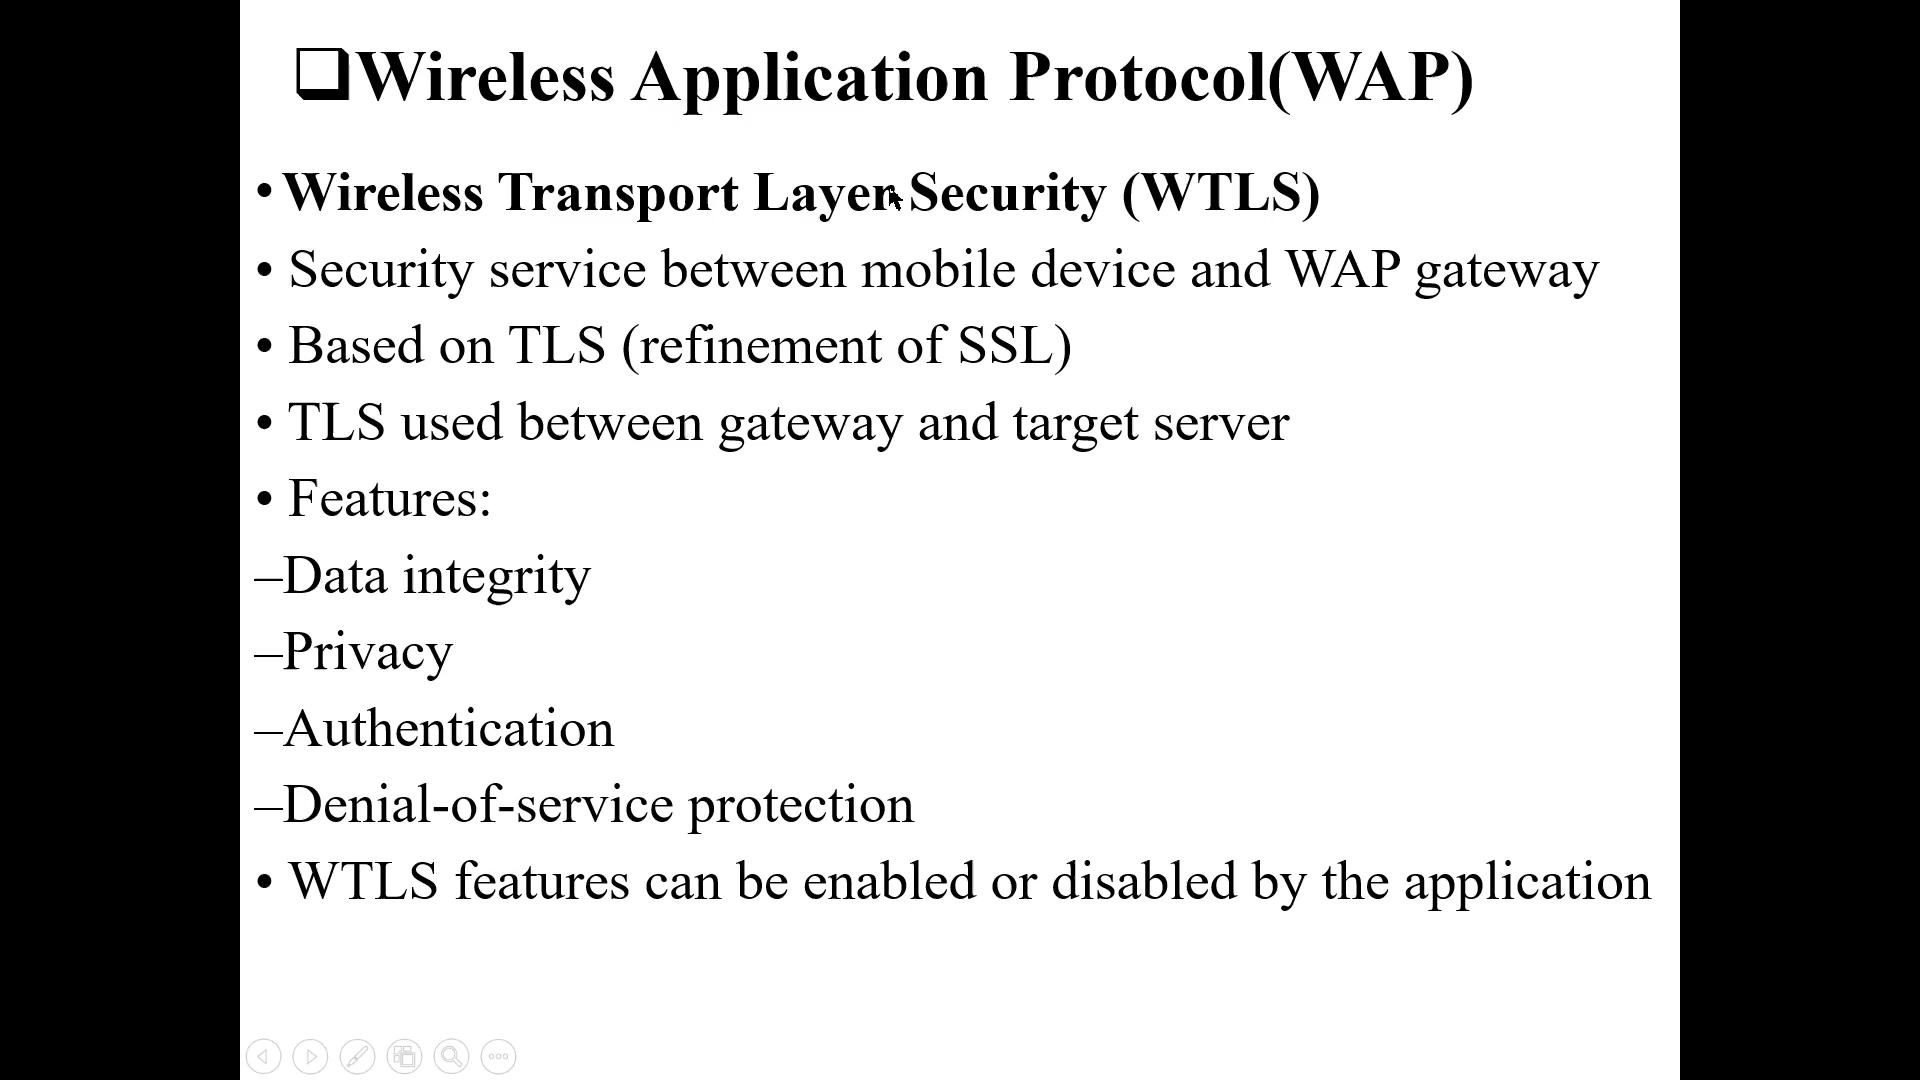 ❑Wireless Application Protocol(WAP)
• Wireless Transport Layer Security (WTLS)
• Security service between mobile device and WAP gateway
• Based on TLS (refinement of SSL)
• TLS used between gateway and target server
• Features:
–Data integrity
–Privacy
–Authentication
–Denial-of-service protection
• WTLS features can be enabled or disabled by the application